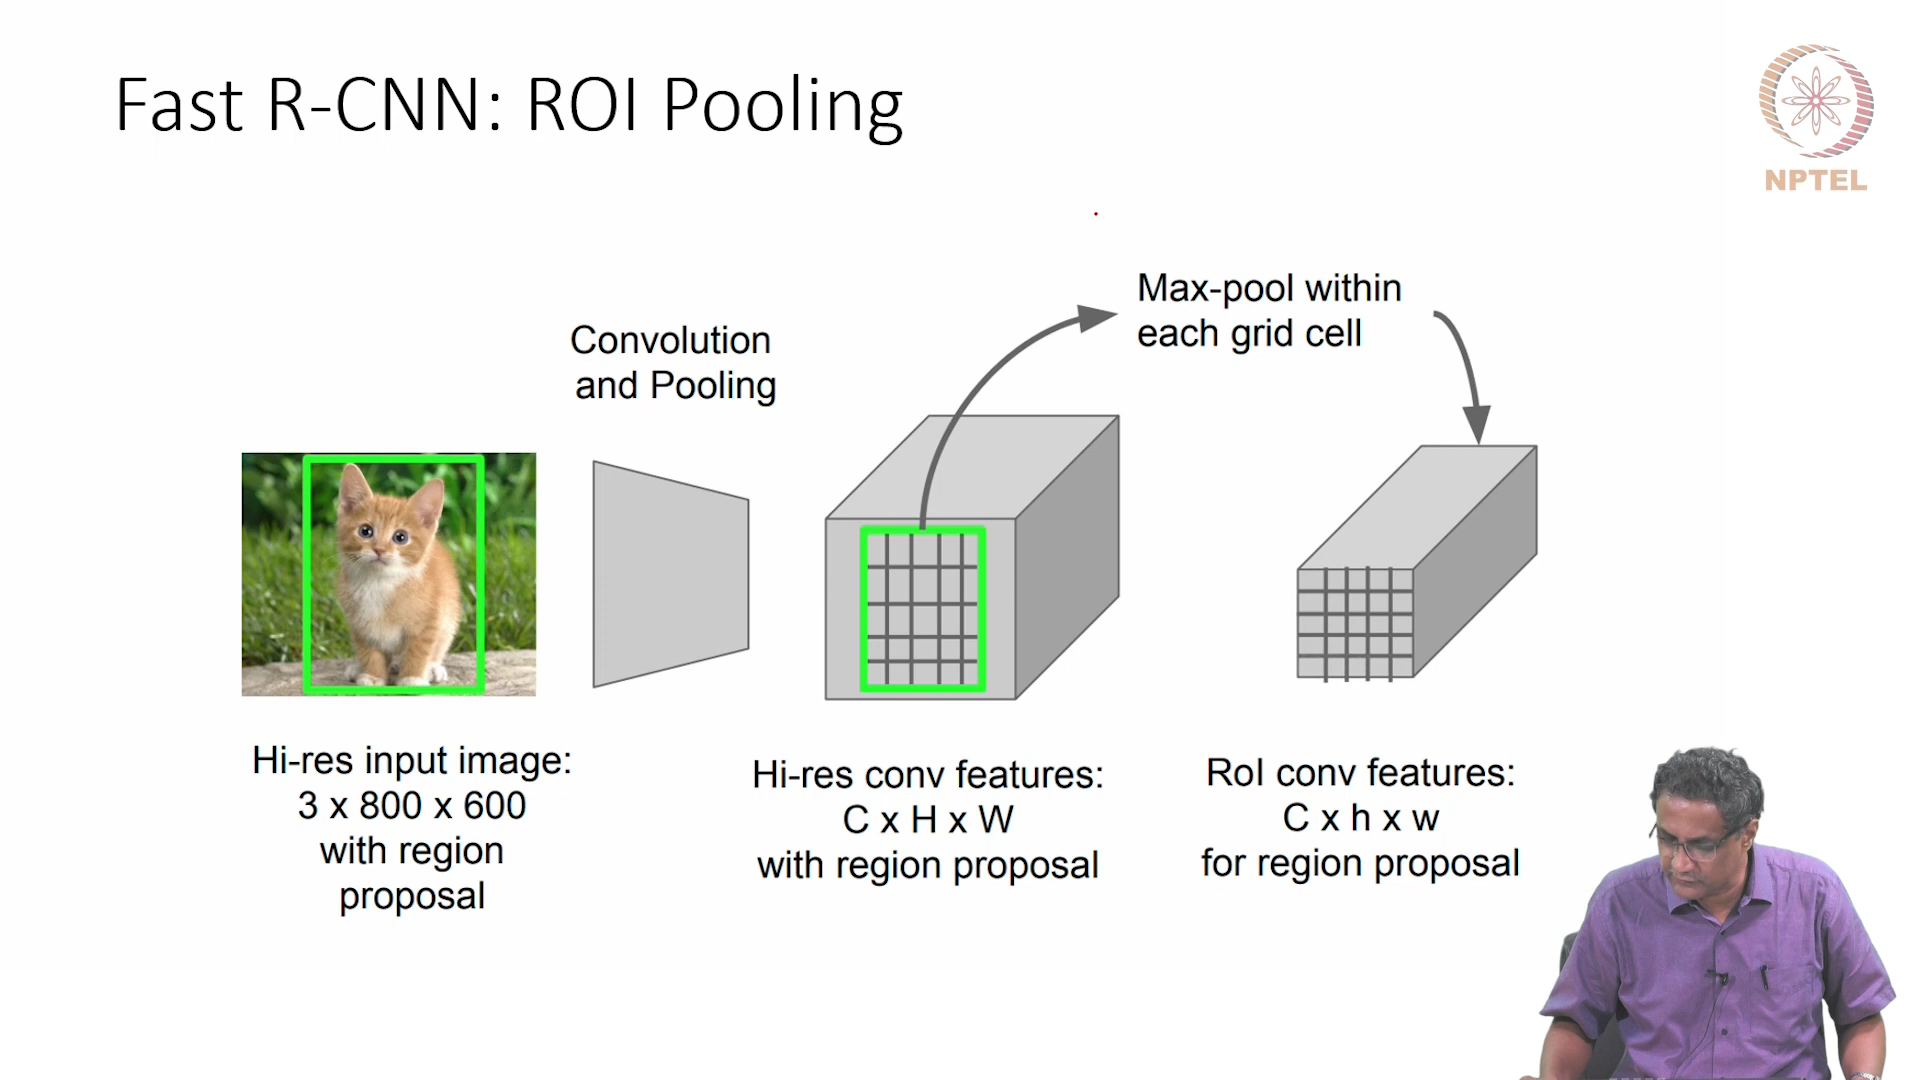 Fast R-CNN: ROI Pooling
NPTEL
Max-pool within
each grid cell
Convolution
and Pooling
Hi-res input image:
3 x 800 x 600
with region
proposal
Hi-res conv features:
C x H x W
with region proposal
RoI conv features:
C x h x w
for region proposal